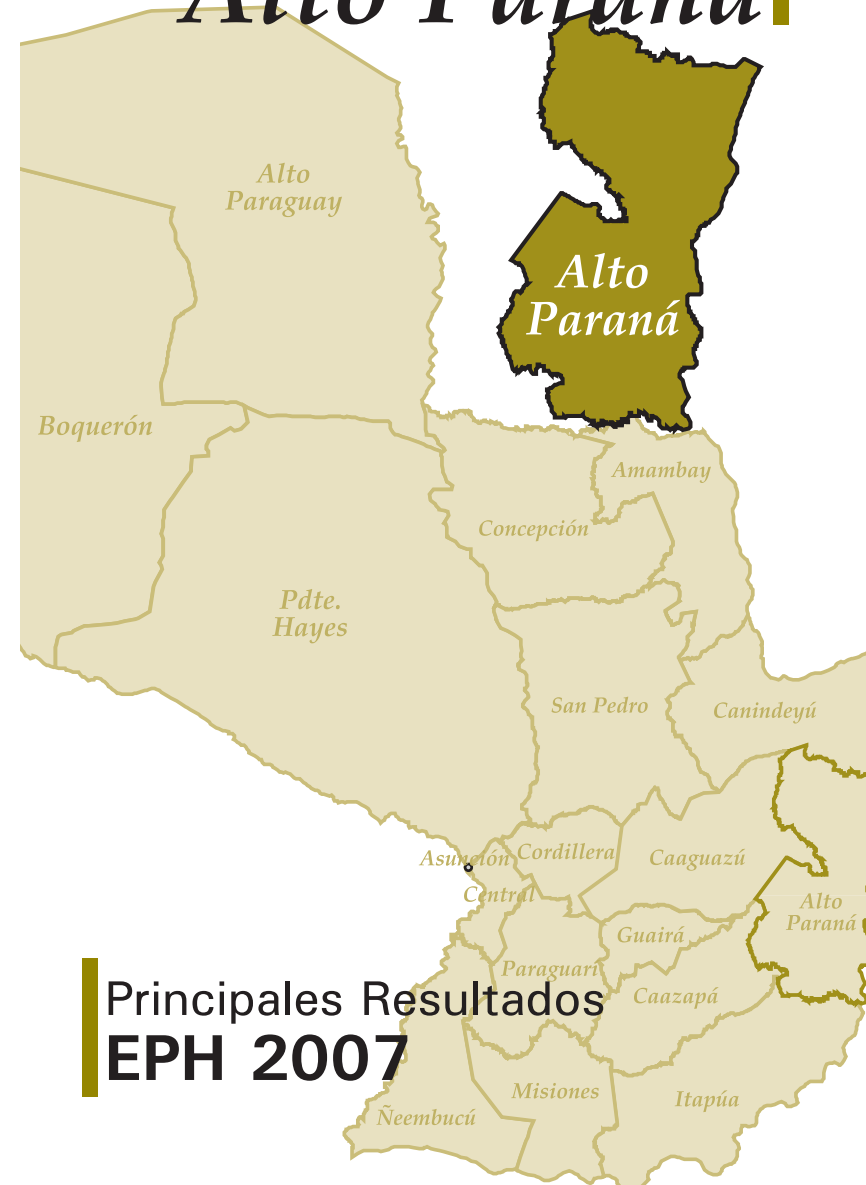 Alto Paraná
Alto
Paraguay
Alto
Paraná
Boquerón
Amambay
Concepción
Pdte.
Hayes
San Pedro
Canindeyú
Asunción
Cordillera
Caaguazú
Central
Alto
Paraná
Guairá
Paraguarí
Caazapá
Principales Resultados
EPH 2007
Misiones
Itapúa
Ñeembucú